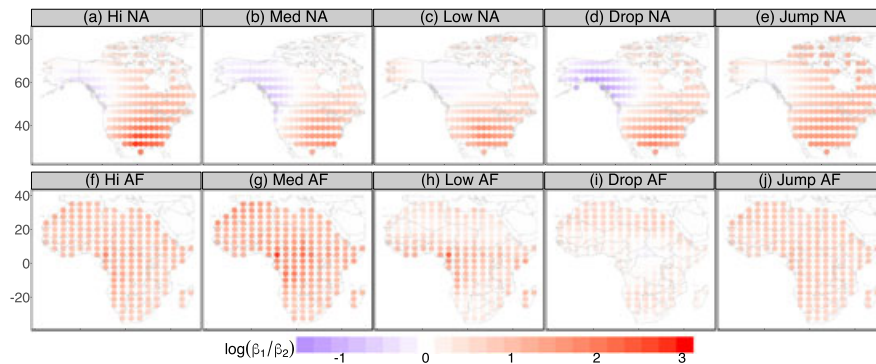 (a) Hi NA (b) Med NA (c) Low NA (d) Drop NA (e) Jump NA
80
60
40
(f) Hi AF (g) Med AF (h) Low AF (i) Drop AF (j) Jump AF
40
20
0
-20
log(β₁/β₂) -1 0 1 2 3